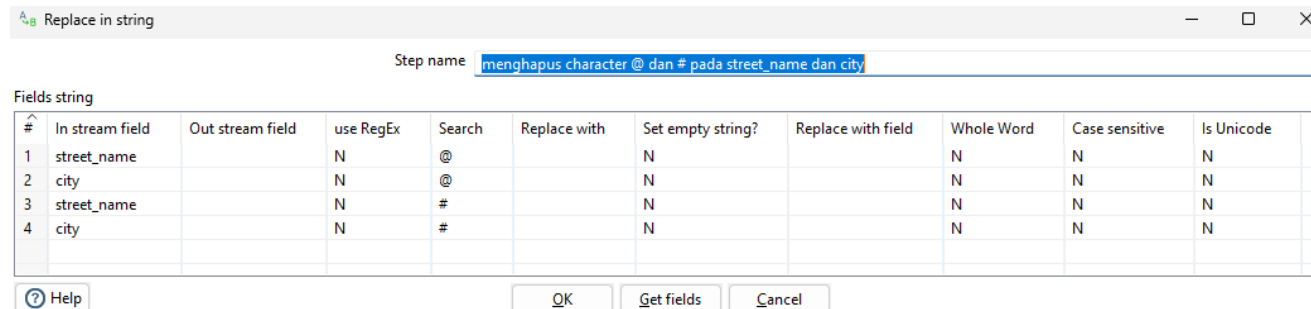 Replace in string
Step name menghapus character @ dan # pada street_name dan city
Fields string
# In stream field Out stream field use RegEx Search Replace with Set empty string? Replace with field Whole Word Case sensitive Is Unicode
1 street_name N @ N N N N
2 city N @ N N N N
3 street_name N # N N N N
4 city N # N N N N
Help OK Get fields Cancel